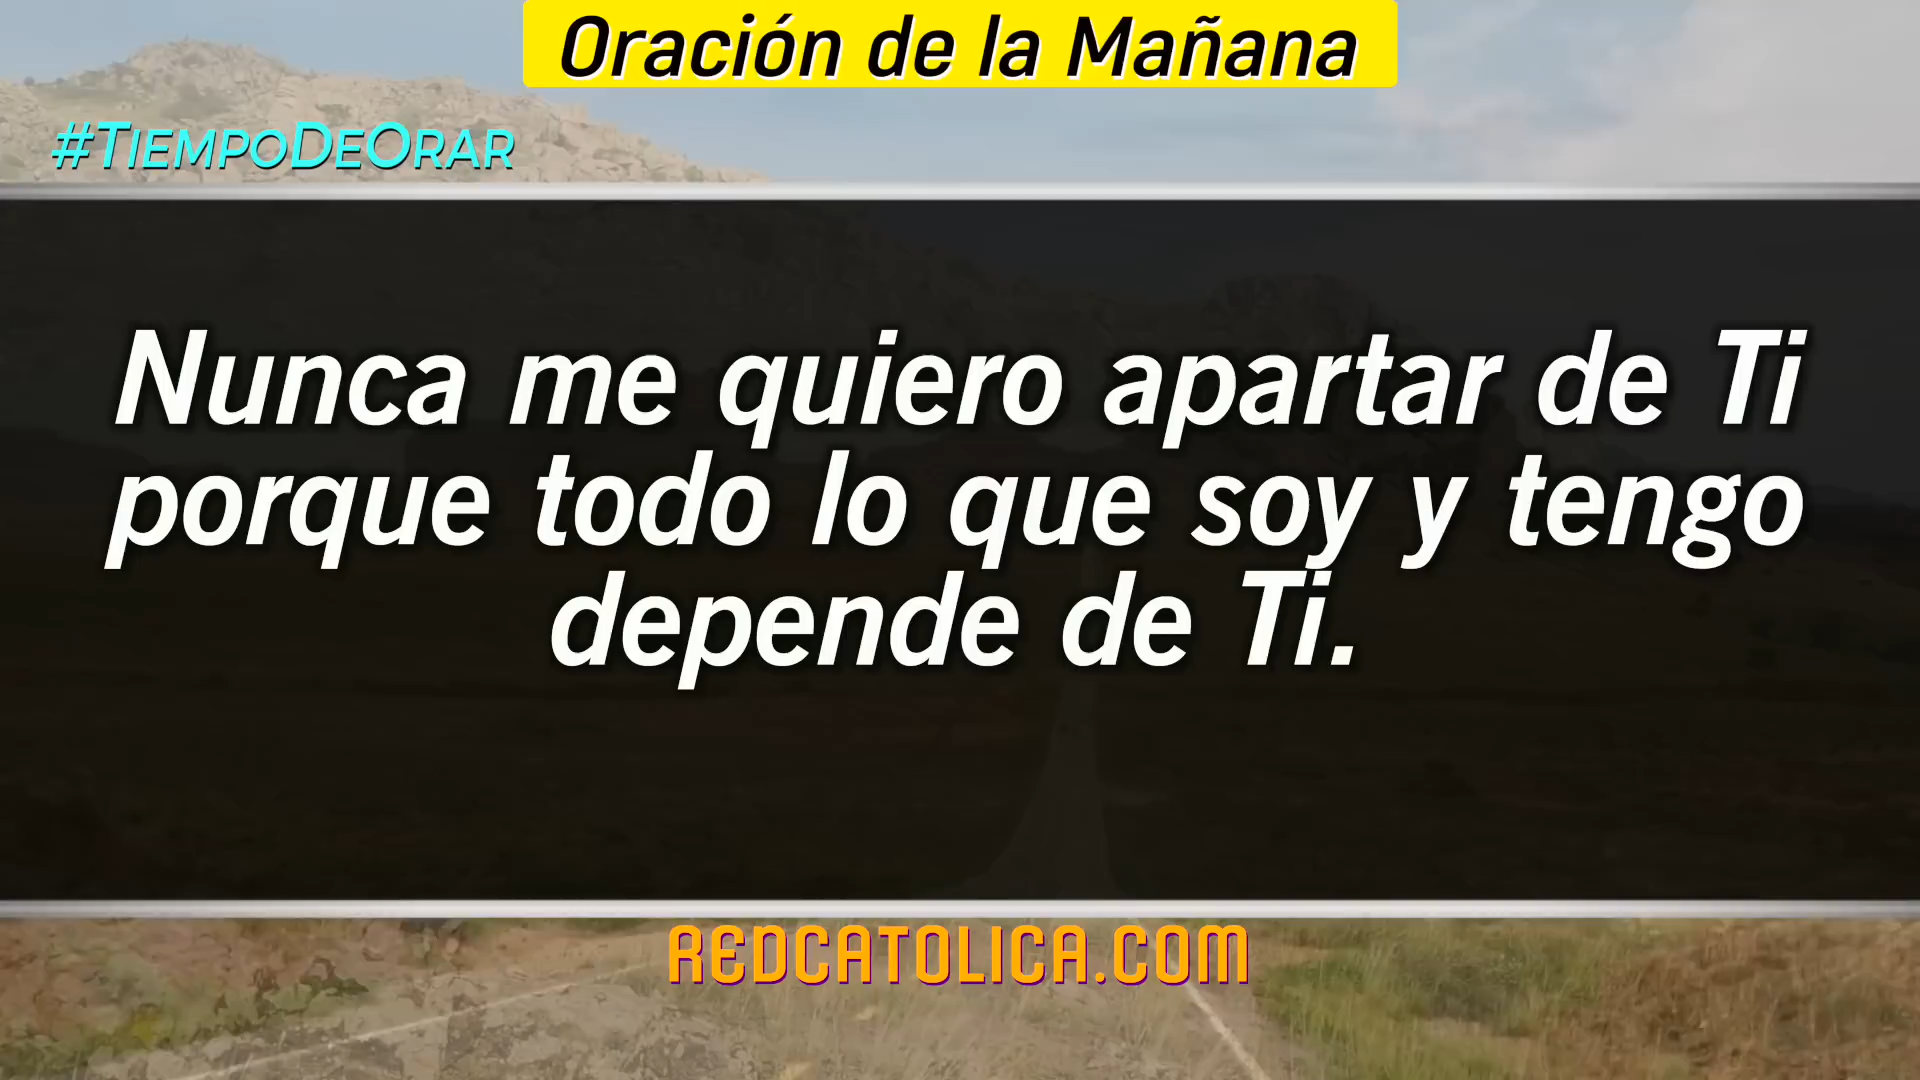 Oración de la Mañana
#TiempoDeOrar
Nunca me quiero apartar de Ti
porque todo lo que soy y tengo
depende de Ti.
REDCATOLICA.COM